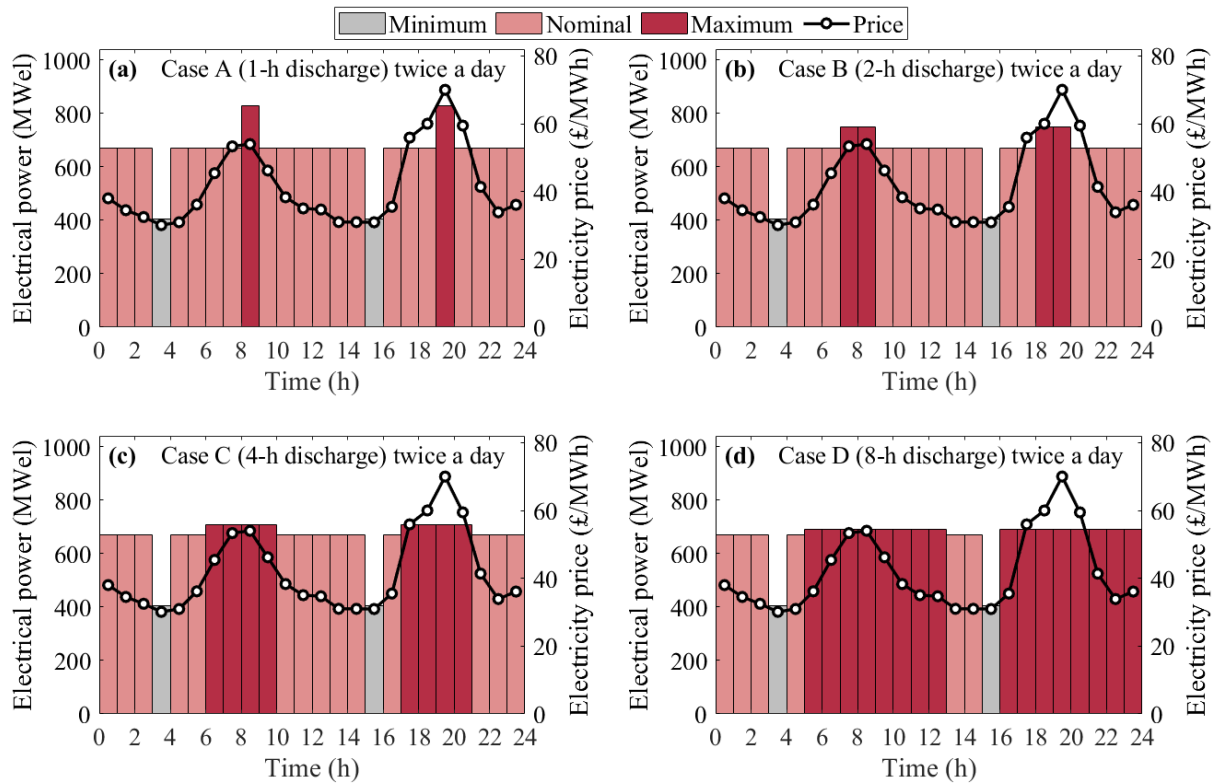 Minimum Nominal Maximum Price
(a) Case A (1-h discharge) twice a day
Electrical power (MWel)
1000
800
600
400
200
0
80
60
40
20
0
Electricity price (£/MWh)
0 2 4 6 8 10 12 14 16 18 20 22 24
Time (h)
(b) Case B (2-h discharge) twice a day
Electrical power (MWel)
1000
800
600
400
200
0
80
60
40
20
0
Electricity price (£/MWh)
0 2 4 6 8 10 12 14 16 18 20 22 24
Time (h)
(c) Case C (4-h discharge) twice a day
Electrical power (MWel)
1000
800
600
400
200
0
80
60
40
20
0
Electricity price (£/MWh)
0 2 4 6 8 10 12 14 16 18 20 22 24
Time (h)
(d) Case D (8-h discharge) twice a day
Electrical power (MWel)
1000
800
600
400
200
0
80
60
40
20
0
Electricity price (£/MWh)
0 2 4 6 8 10 12 14 16 18 20 22 24
Time (h)